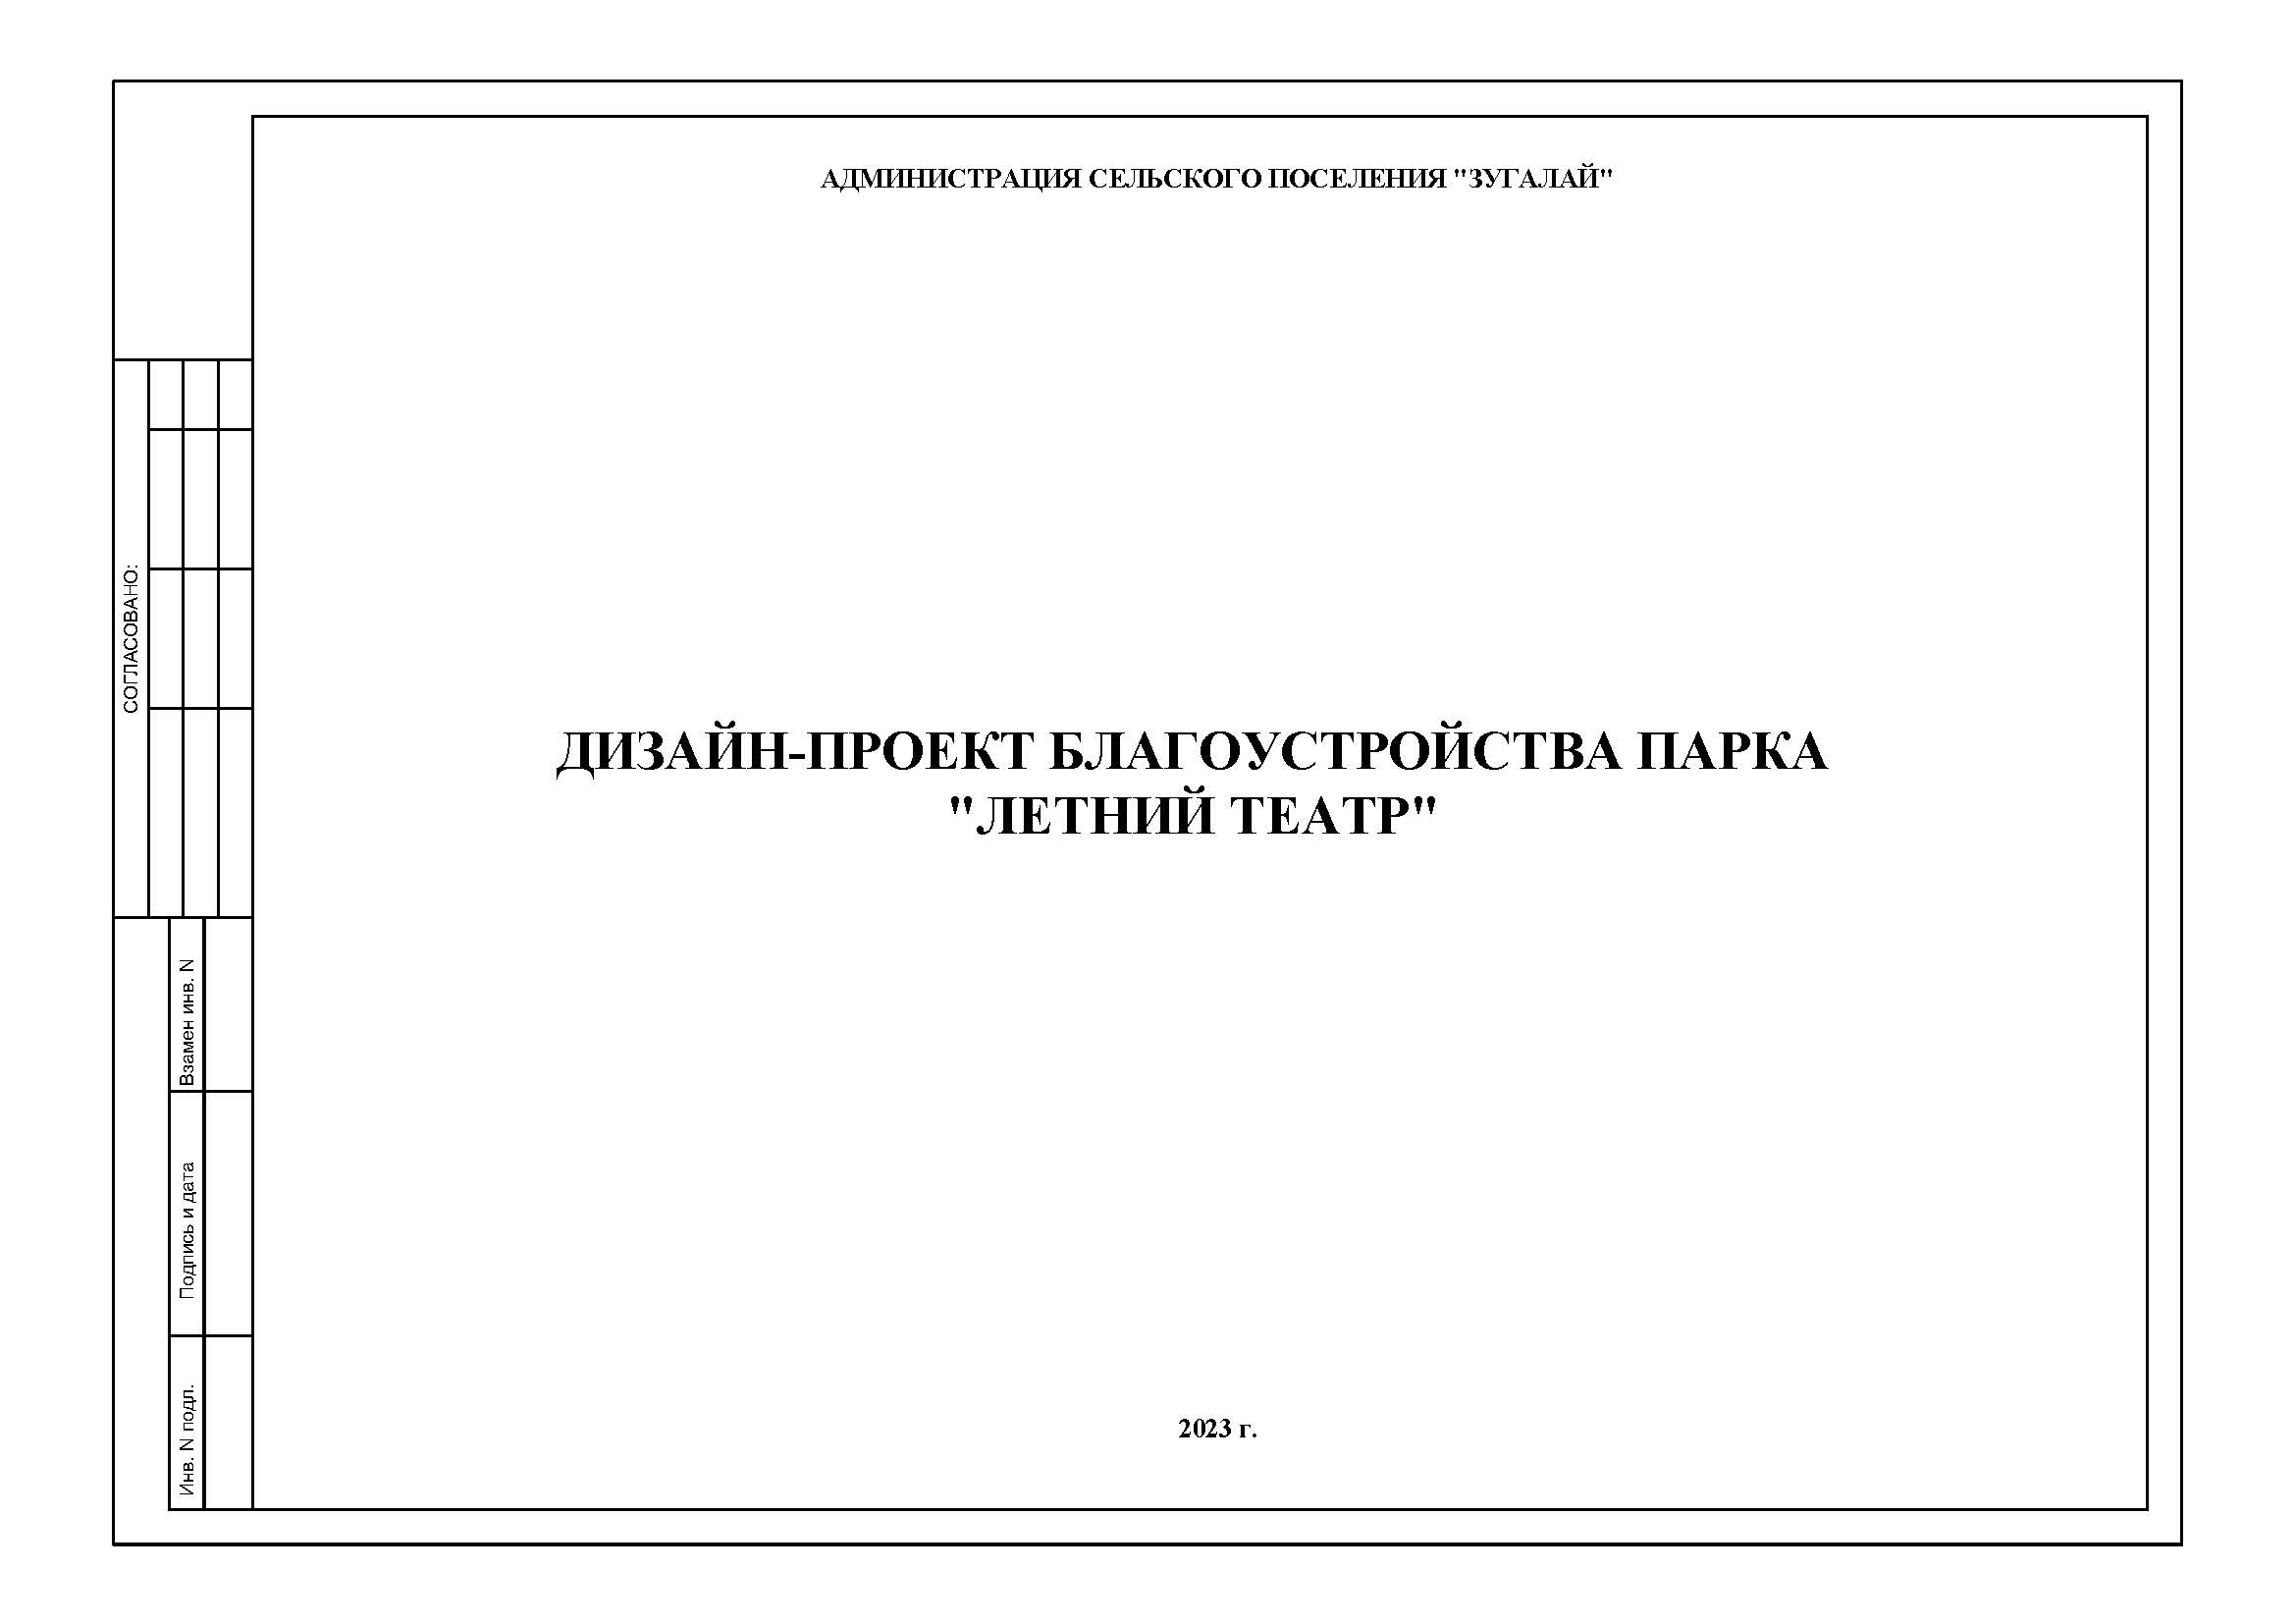 АДМИНИСТРАЦИЯ СЕЛЬСКОГО ПОСЕЛЕНИЯ "ЗУГАЛАЙ"
СОГЛАСОВАНО:
ДИЗАЙН-ПРОЕКТ БЛАГОУСТРОЙСТВА ПАРКА
"ЛЕТНИЙ ТЕАТР"
Взамен инв. N
Подпись и дата
Инв. N подл.
2023 г.